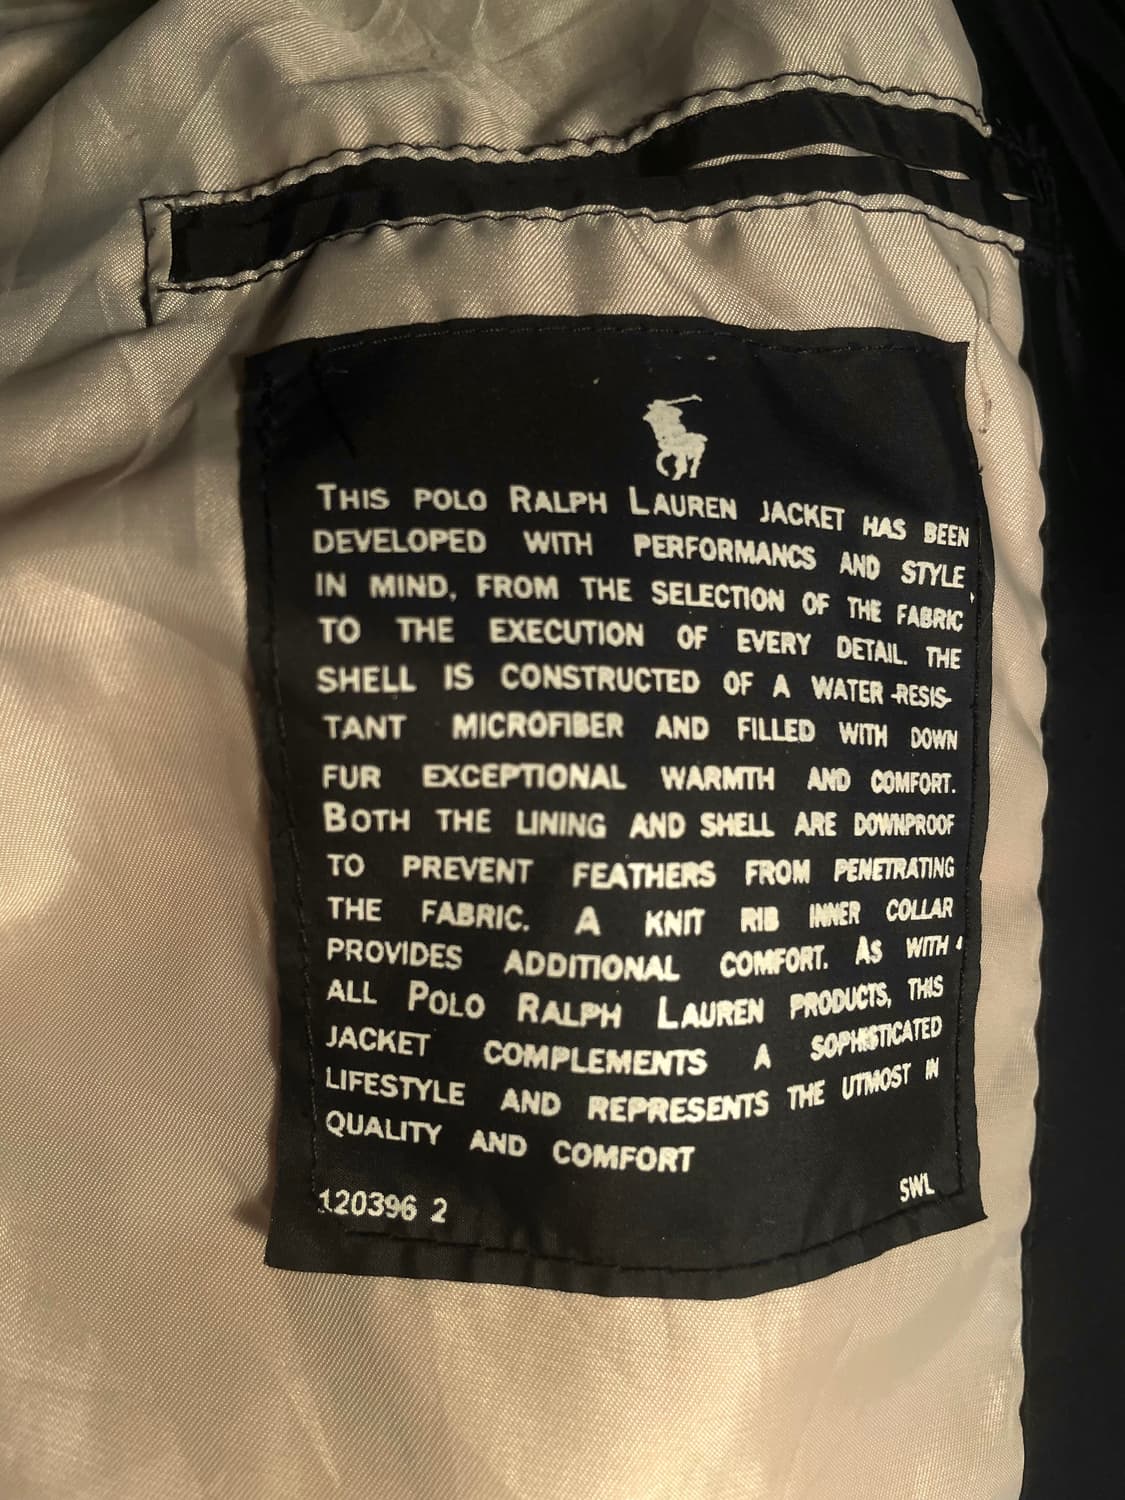 THIS POLO RALPH LAUREN JACKET HAS BEEN
DEVELOPED WITH PERFORMANCS AND STYLE
IN MIND, FROM THE SELECTION OF THE FABRIC
TO THE EXECUTION OF EVERY DETAIL. THE
SHELL IS CONSTRUCTED OF A WATER-RESIS-
TANT MICROFIBER AND FILLED WITH DOWN
FUR EXCEPTIONAL WARMTH AND COMFORT.
BOTH THE LINING AND SHELL ARE DOWNPROOF
TO PREVENT FEATHERS FROM PENETRATING
THE FABRIC. A KNIT RIB INNER COLLAR
PROVIDES ADDITIONAL COMFORT. AS WITH
ALL POLO RALPH LAUREN PRODUCTS, THIS
JACKET COMPLEMENTS A SOPHISTICATED
LIFESTYLE AND REPRESENTS THE UTMOST IN
QUALITY AND COMFORT
120396 2 SWL